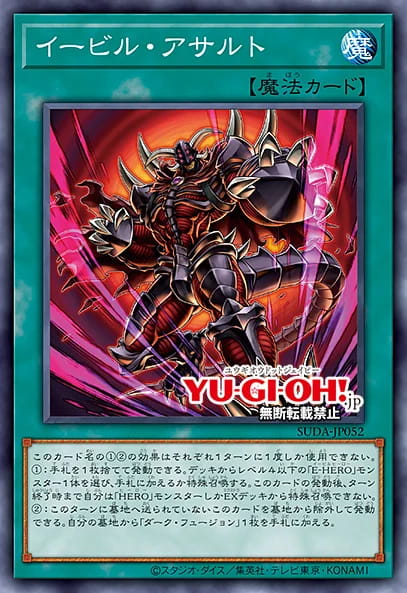 イービル・アサルト
魔
【魔法カード】
ユウギオウドットジェイピー
YU-GI-OH!.jp
無断転載禁止
SUDA-JP052
このカード名の①②の効果はそれぞれ1ターンに1度しか使用できない。
①：手札を1枚捨てて発動できる。デッキからレベル4以下の「E-HERO」モン
スター1体を選び、手札に加えるか特殊召喚する。このカードの発動後、ターン
終了時まで自分は「HERO」モンスターしかEXデッキから特殊召喚できない。
②：このターンに墓地へ送られていないこのカードを墓地から除外して発動
できる。自分の墓地から「ダーク・フュージョン」1枚を手札に加える。
©スタジオ・ダイス／集英社・テレビ東京・KONAMI